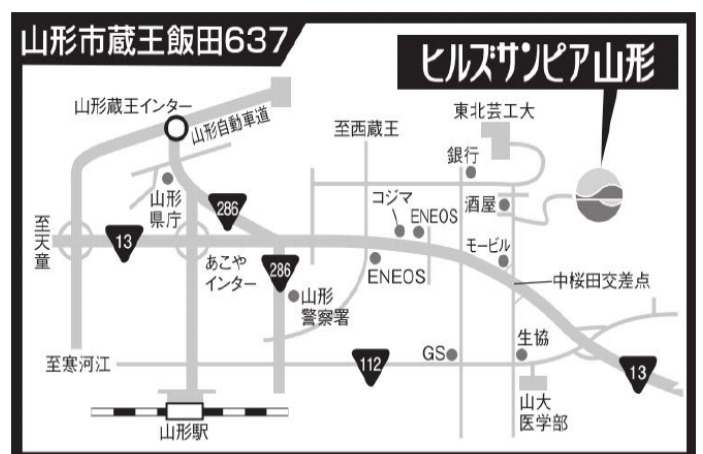 山形市蔵王飯田637
ヒルズサンピア山形
山形蔵王インター
山形自動車道
至西蔵王
東北芸工大
銀行
山形
県庁
286
コジマ
ENEOS
酒屋
至天童
13
あこや
インター
286
ENEOS
モービル
中桜田交差点
山形
警察署
至寒河江
112
GS
生協
13
山大
医学部
山形駅